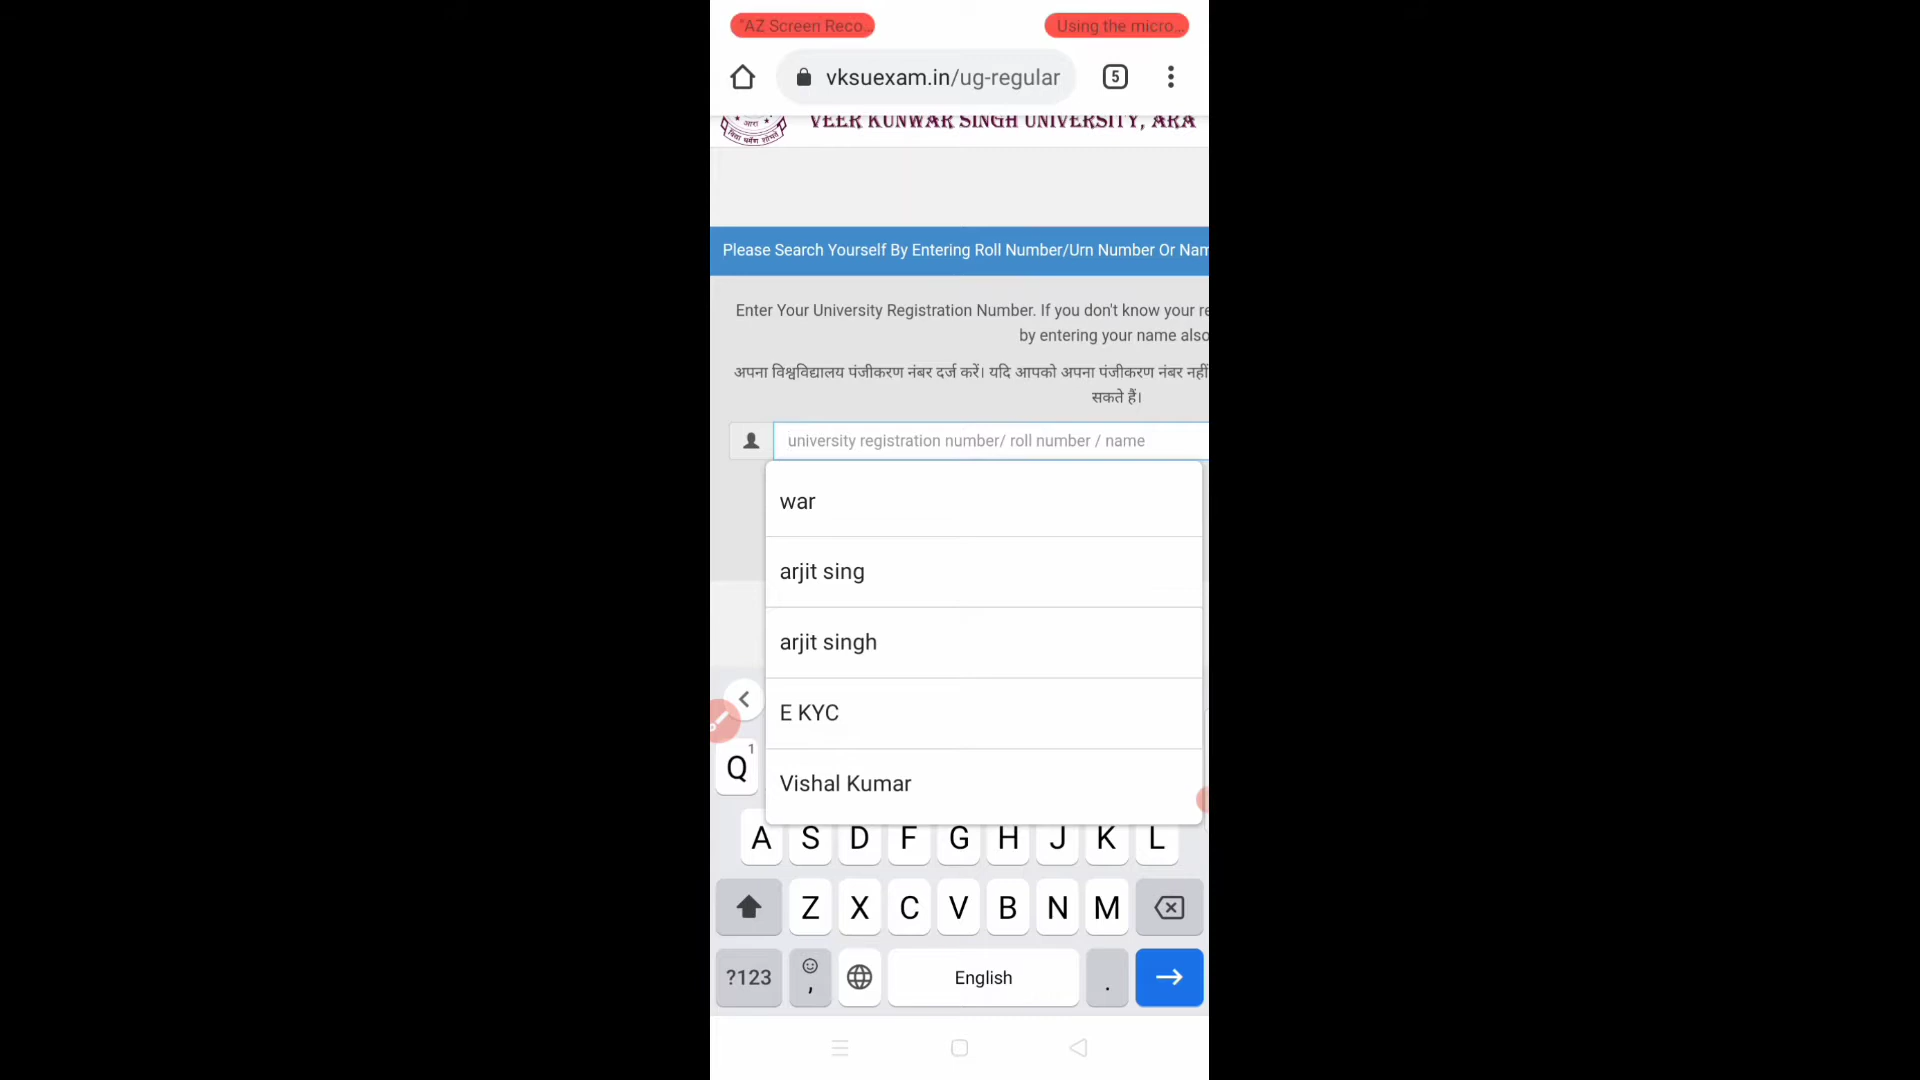 "AZ Screen Reco... Using the micro...
vksuexam.in/ug-regular 5
आरा
विद्या
VEER KUNWAR SINGH UNIVERSITY, ARA
Please Search Yourself By Entering Roll Number/Urn Number Or Nam
Enter Your University Registration Number. If you don't know your re
by entering your name also
अपना विश्वविद्यालय पंजीकरण नंबर दर्ज करें। यदि आपको अपना पंजीकरण नंबर नहीं
सकते हैं।
university registration number/ roll number / name
war
arjit sing
arjit singh
E KYC
Vishal Kumar
Q 1
A S D F G H J K L
Z X C V B N M
?123 , English .